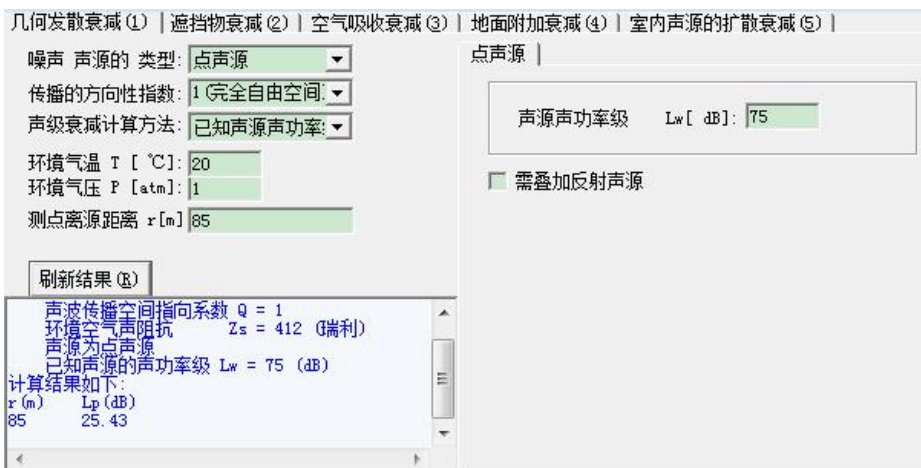 几何发散衰减(1) | 遮挡物衰减(2) | 空气吸收衰减(3) | 地面附加衰减(4) | 室内声源的扩散衰减(5) |
噪声 声源的 类型: 点声源
传播的方向性指数: 1(完全自由空间
声级衰减计算方法: 已知声源声功率
环境气温 T [ ℃]: 20
环境气压 P [atm]: 1
测点离源距离 r[m] 85
刷新结果(R)
声波传播空间指向系数 Q = 1
环境空气声阻抗 Zs = 412 (瑞利)
声源为点声源
已知声源的声功率级 Lw = 75 (dB)
计算结果如下:
r(m) Lp(dB)
85 25.43
点声源 |
声源声功率级 Lw[ dB]: 75
需叠加反射声源